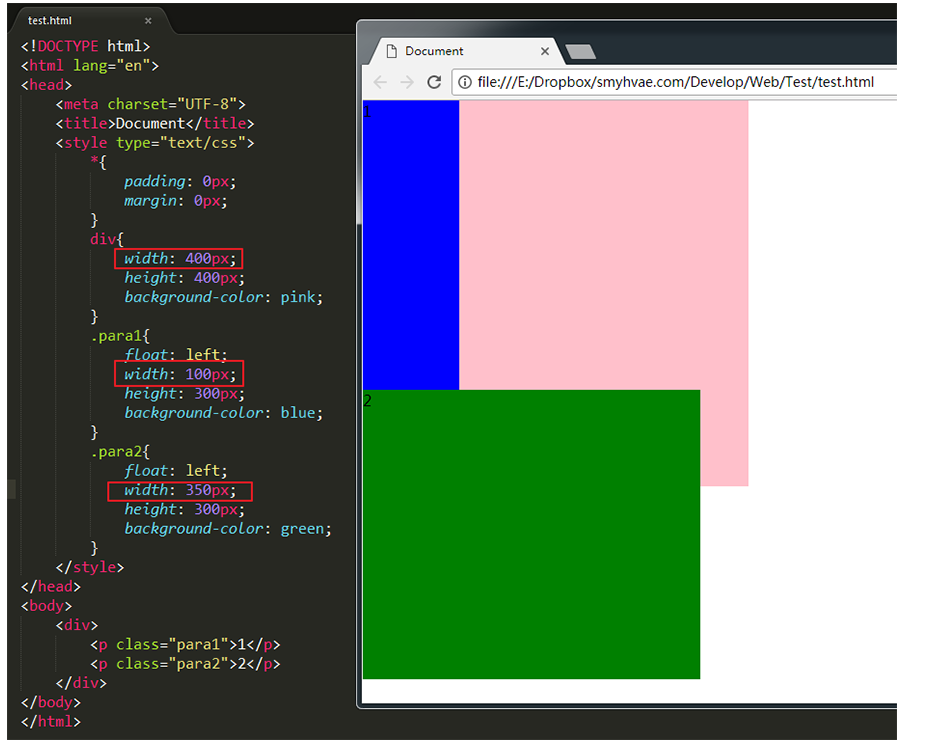 test.html ×
<!DOCTYPE html>
<html lang="en">
<head>
<meta charset="UTF-8">
<title>Document</title>
<style type="text/css">
*{
padding: 0px;
margin: 0px;
}
div{
width: 400px;
height: 400px;
background-color: pink;
}
.para1{
float: left;
width: 100px;
height: 300px;
background-color: blue;
}
.para2{
float: left;
width: 350px;
height: 300px;
background-color: green;
}
</style>
</head>
<body>
<div>
<p class="para1">1</p>
<p class="para2">2</p>
</div>
</body>
</html>
Document ×
file:///E:/Dropbox/smyhvae.com/Develop/Web/Test/test.html
1
2